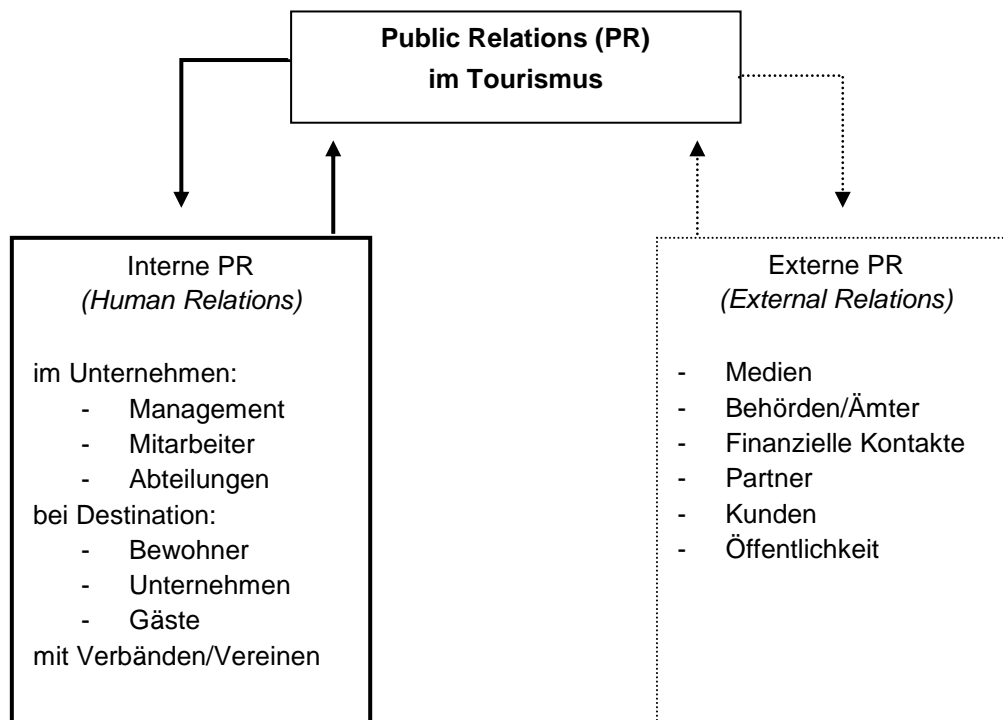 Public Relations (PR)
im Tourismus
Interne PR
(Human Relations)
im Unternehmen:
- Management
- Mitarbeiter
- Abteilungen
bei Destination:
- Bewohner
- Unternehmen
- Gäste
mit Verbänden/Vereinen
Externe PR
(External Relations)
- Medien
- Behörden/Ämter
- Finanzielle Kontakte
- Partner
- Kunden
- Öffentlichkeit